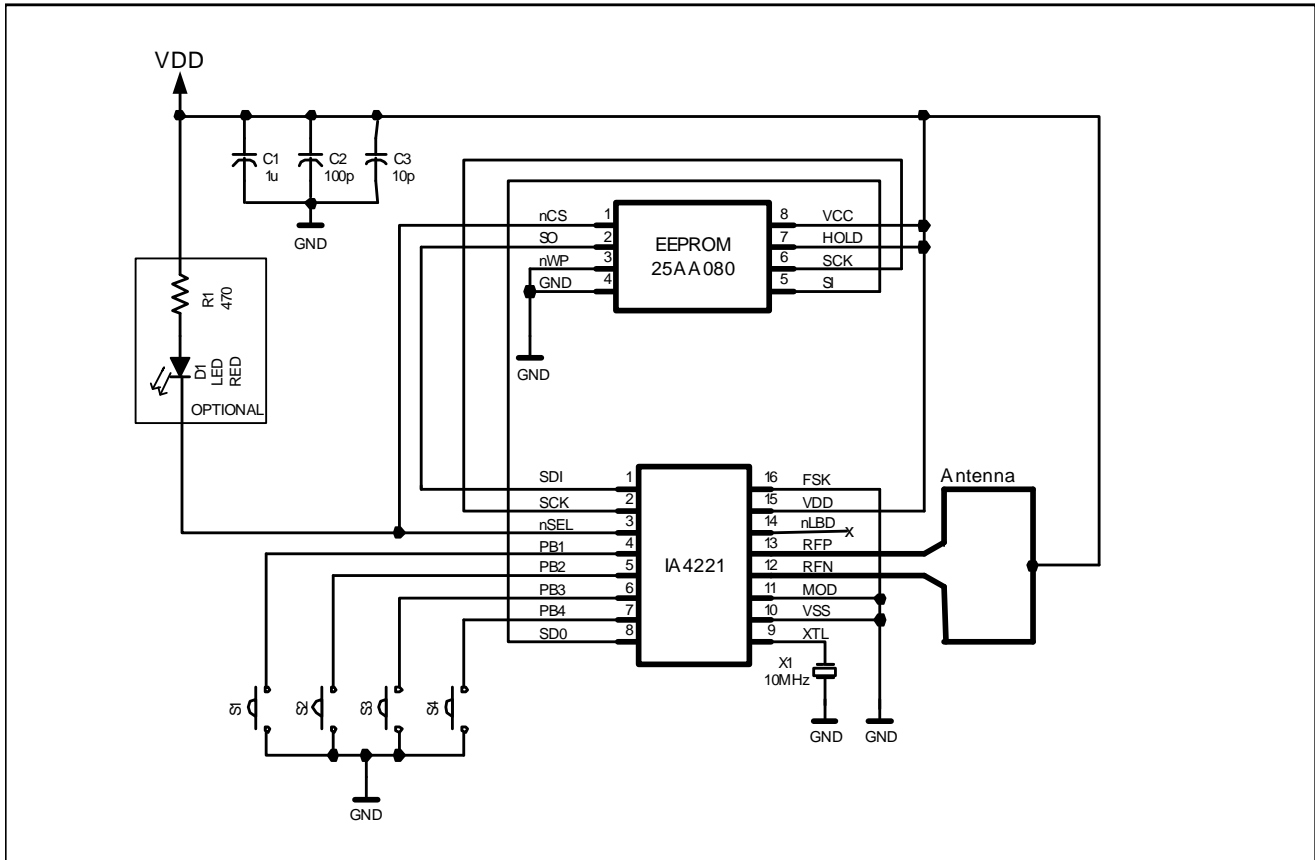 VDD
C1
1u
C2
100p
C3
10p
GND
R1
470
D1
LED
RED
OPTIONAL
nCS
1
SO
2
nWP
3
GND
4
EEPROM
25AA080
8
VCC
7
HOLD
6
SCK
5
SI
GND
SDI
1
SCK
2
nSEL
3
PB1
4
PB2
5
PB3
6
PB4
7
SD0
8
IA4221
16
FSK
15
VDD
14
nLBD
x
13
RFP
12
RFN
11
MOD
10
VSS
9
XTL
Antenna
X1
10MHz
GND
GND
S1
S2
S3
S4
GND